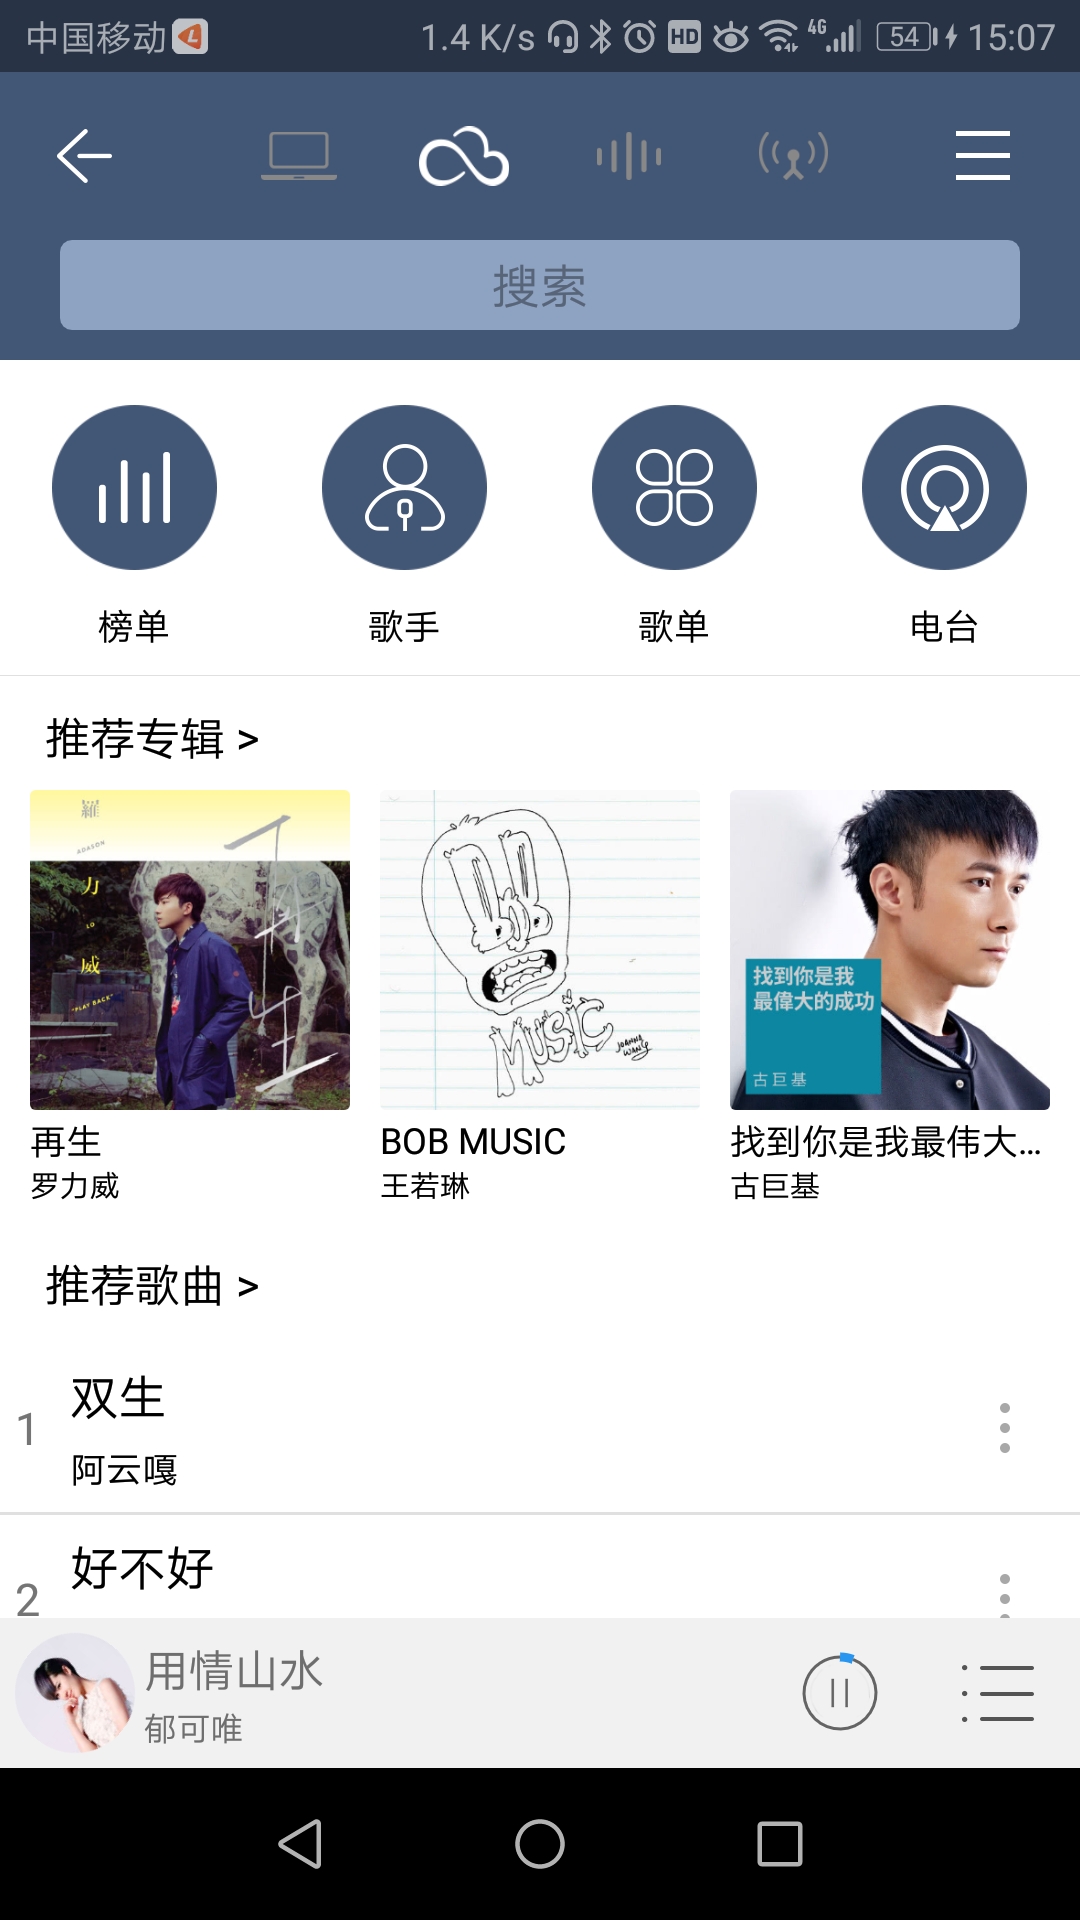 中国移动 1.4 K/s HD 4G 54 15:07
搜索
榜单 歌手 歌单 电台
推荐专辑 >
羅
ADASON
力
LO
威
"PLAY BACK"
再生
BOB
MUSIC
JOANNA
WANG
找到你是我
最偉大的成功
古巨基
再生 BOB MUSIC 找到你是我最伟大...
罗力威 王若琳 古巨基
推荐歌曲 >
1 双生
阿云嘎
2 好不好
用情山水
郁可唯